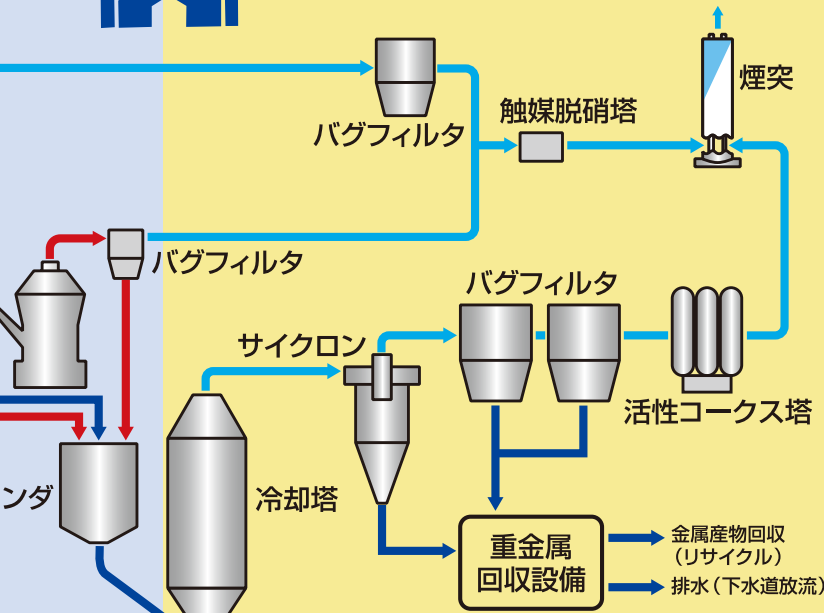 煙突
触媒脱硝塔
バグフィルタ
バグフィルタ
バグフィルタ
サイクロン
活性コークス塔
ンダ
冷却塔
重金属
回収設備
金属産物回収
（リサイクル）
排水（下水道放流）